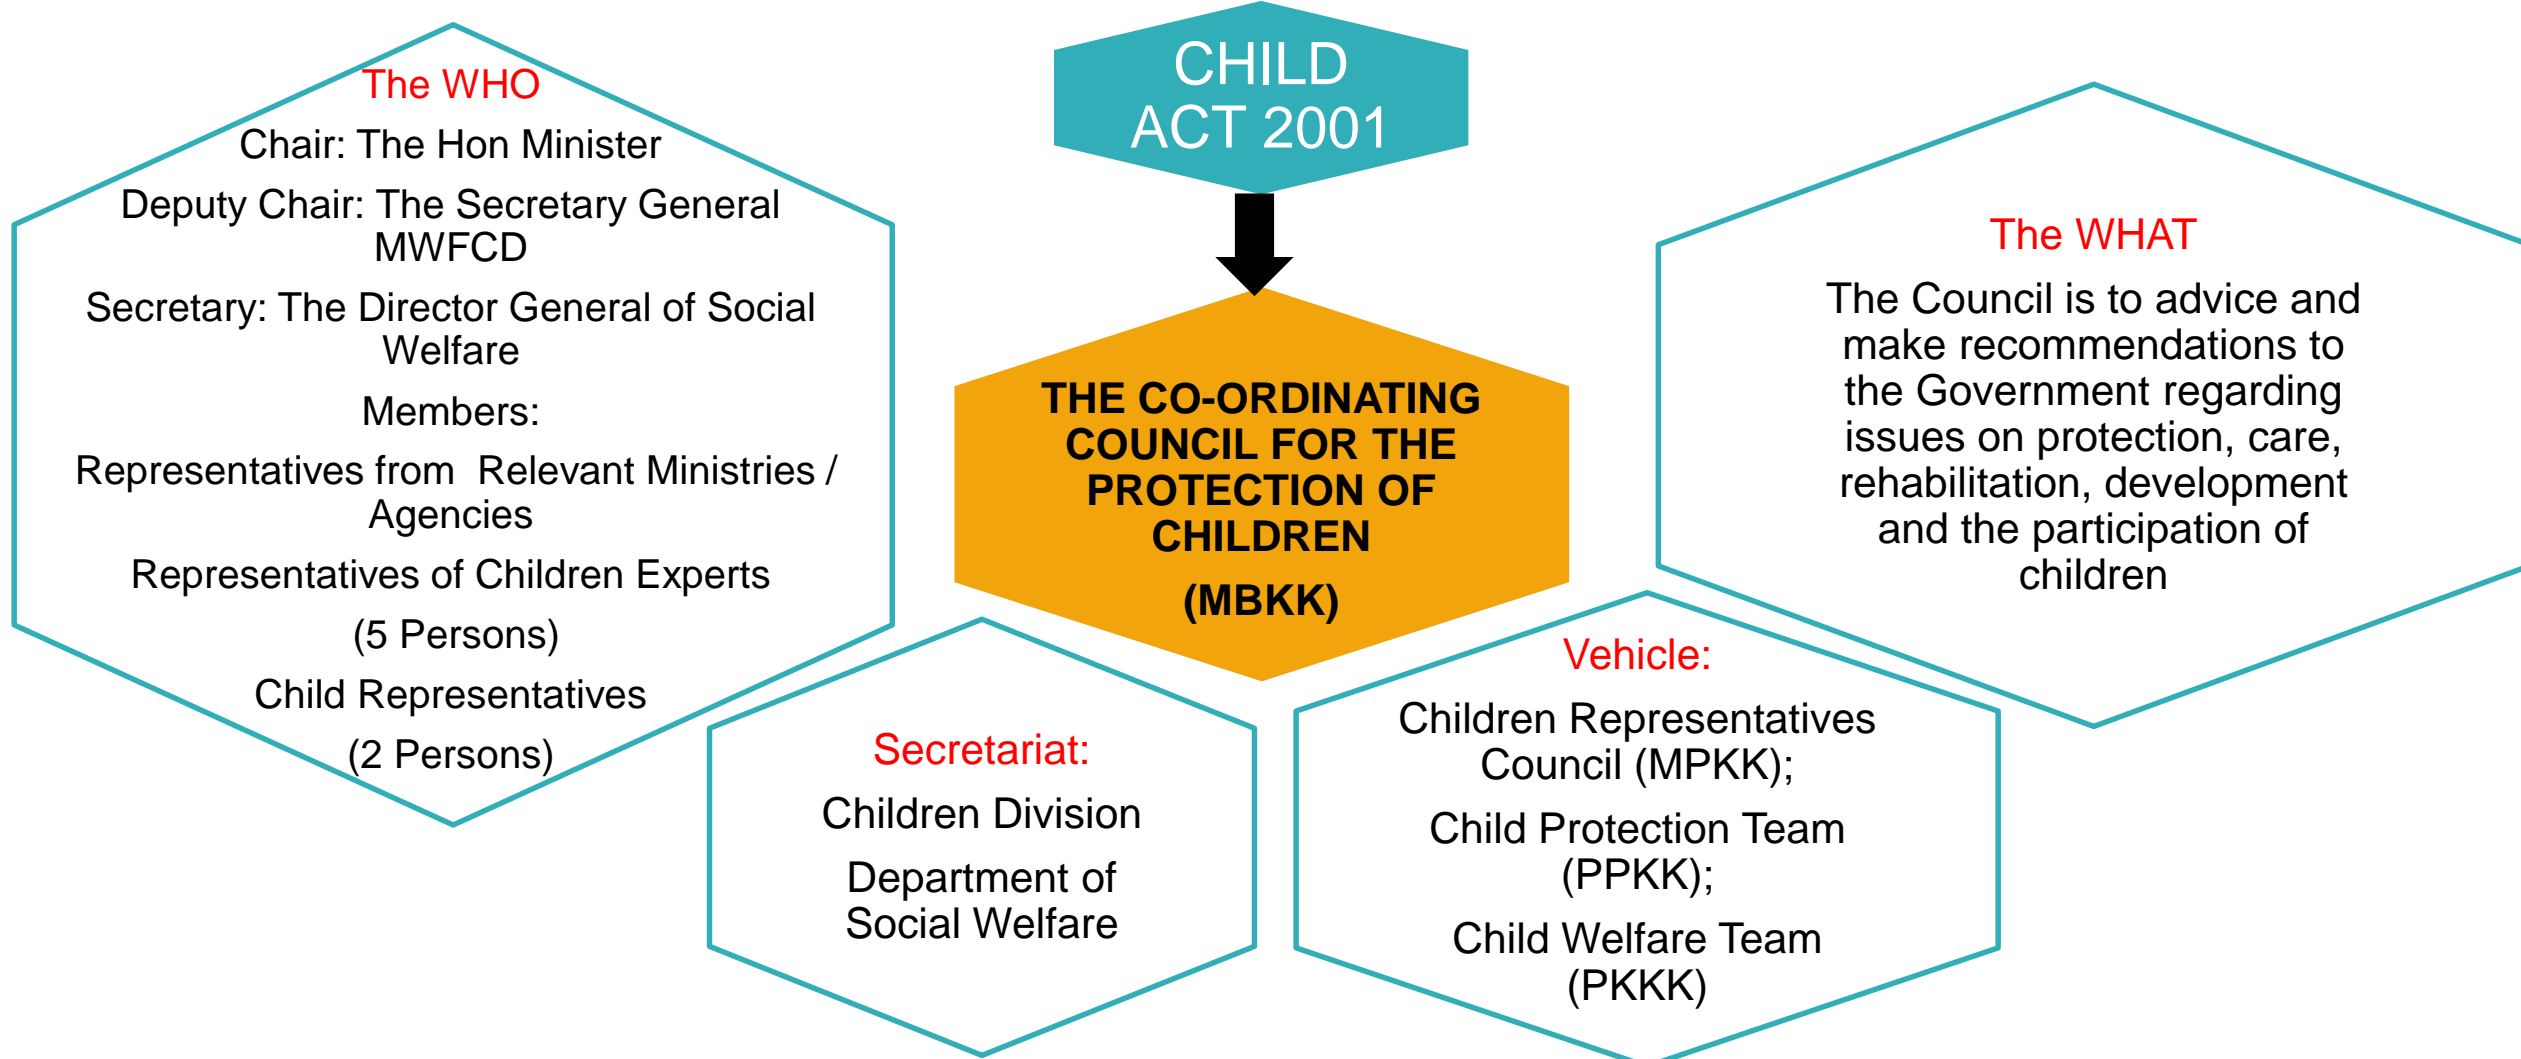 CHILD
ACT 2001
The WHO
Chair: The Hon Minister
Deputy Chair: The Secretary General
MWFCD
Secretary: The Director General of Social
Welfare
Members:
Representatives from  Relevant Ministries /
Agencies
Representatives of Children Experts
(5 Persons)
Child Representatives
(2 Persons)
THE CO-ORDINATING
COUNCIL FOR THE
PROTECTION OF
CHILDREN
(MBKK)
The WHAT
The Council is to advice and
make recommendations to
the Government regarding
issues on protection, care,
rehabilitation, development
and the participation of
children
Secretariat:
Children Division
Department of
Social Welfare
Vehicle:
Children Representatives
Council (MPKK);
Child Protection Team
(PPKK);
Child Welfare Team
(PKKK)